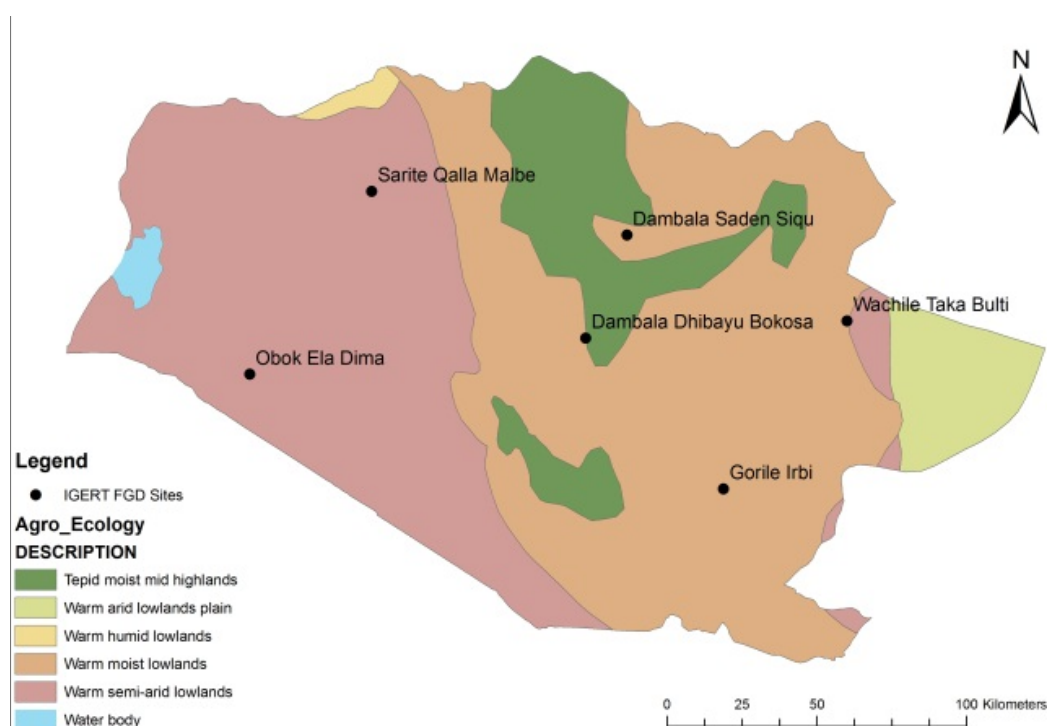 N
Sarite Qalla Malbe
Dambala Saden Siqu
Wachile Taka Bulti
Dambala Dhibayu Bokosa
Obok Ela Dima
Gorile Irbi
Legend
IGERT FGD Sites
Agro_Ecology
DESCRIPTION
Tepid moist mid highlands
Warm arid lowlands plain
Warm humid lowlands
Warm moist lowlands
Warm semi-arid lowlands
Water body
0 25 50 100 Kilometers